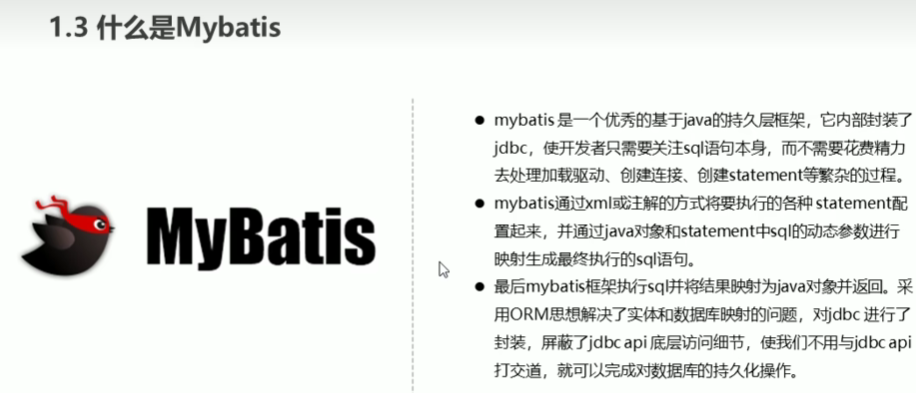 1.3 什么是Mybatis
MyBatis
● mybatis 是一个优秀的基于java的持久层框架，它内部封装了
jdbc，使开发者只需要关注sql语句本身，而不需要花费精力
去处理加载驱动、创建连接、创建statement等繁杂的过程。
● mybatis通过xml或注解的方式将要执行的各种 statement配
置起来，并通过java对象和statement中sql的动态参数进行
映射生成最终执行的sql语句。
● 最后mybatis框架执行sql并将结果映射为java对象并返回。采
用ORM思想解决了实体和数据库映射的问题，对jdbc 进行了
封装，屏蔽了jdbc api 底层访问细节，使我们不用与jdbc api
打交道，就可以完成对数据库的持久化操作。